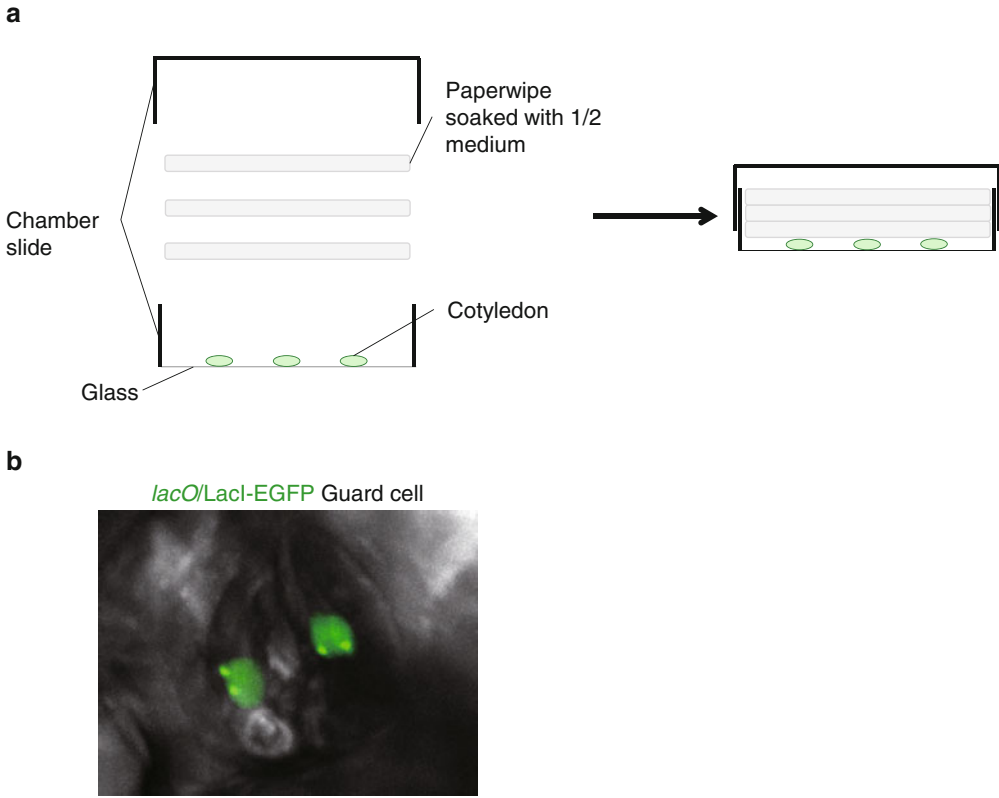 a
Paperwipe
soaked with 1/2
medium
Chamber
slide
Cotyledon
Glass
b
lacO/LacI-EGFP Guard cell